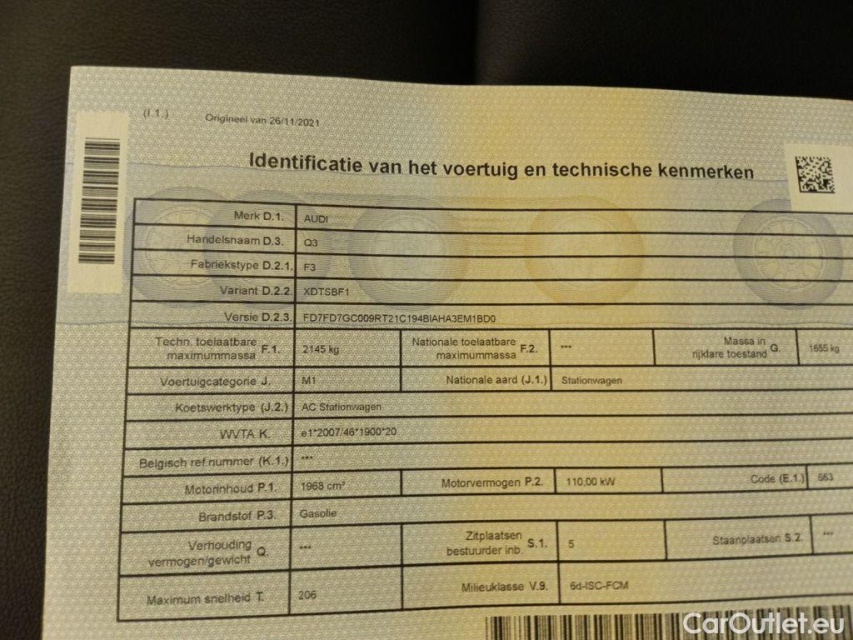 (I.1.) Origineel van 26/11/2021
Identificatie van het voertuig en technische kenmerken
Merk D.1. AUDI
Handelsnaam D.3. Q3
Fabriekstype D.2.1. F3
Variant D.2.2. XDTSBF1
Versie D.2.3. FD7FD7GC009RT21C194BIAHA3EM1BD0
Techn. toelaatbare maximummassa F.1. 2145 kg Nationale toelaatbare maximummassa F.2. *** Massa in rijklare toestand G. 1655 kg
Voertuigcategorie J. M1 Nationale aard (J.1.) Stationwagen
Koetswerktype (J.2.) AC Stationwagen
WVTA K. e1*2007/46*1900*20
Belgisch ref nummer (K.1.) ***
Motorinhoud P.1. 1968 cm³ Motorvermogen P.2. 110,00 kW Code (E.1.) 553
Brandstof P.3. Gasolie
Verhouding vermogen/gewicht Q. *** Zitplaatsen bestuurder inb. S.1. 5 Staanplaatsen S.2. ***
Maximum snelheid T. 206 Milieuklasse V.9. 6d-ISC-FCM
CarOutlet.eu